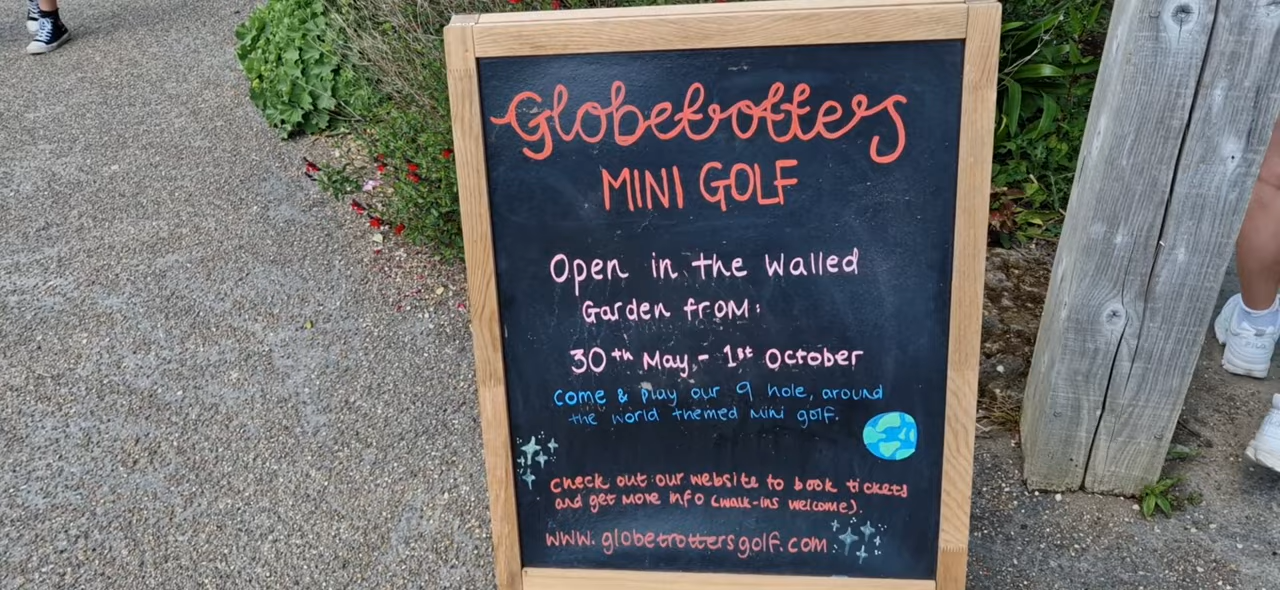 Globetrotters
MINI GOLF
Open in the Walled
Garden from:
30th May - 1st October
come & play our 9 hole, around
the world themed mini golf.
check out our website to book tickets
and get more info (walk-ins welcome).
www.globetrottersgolf.com